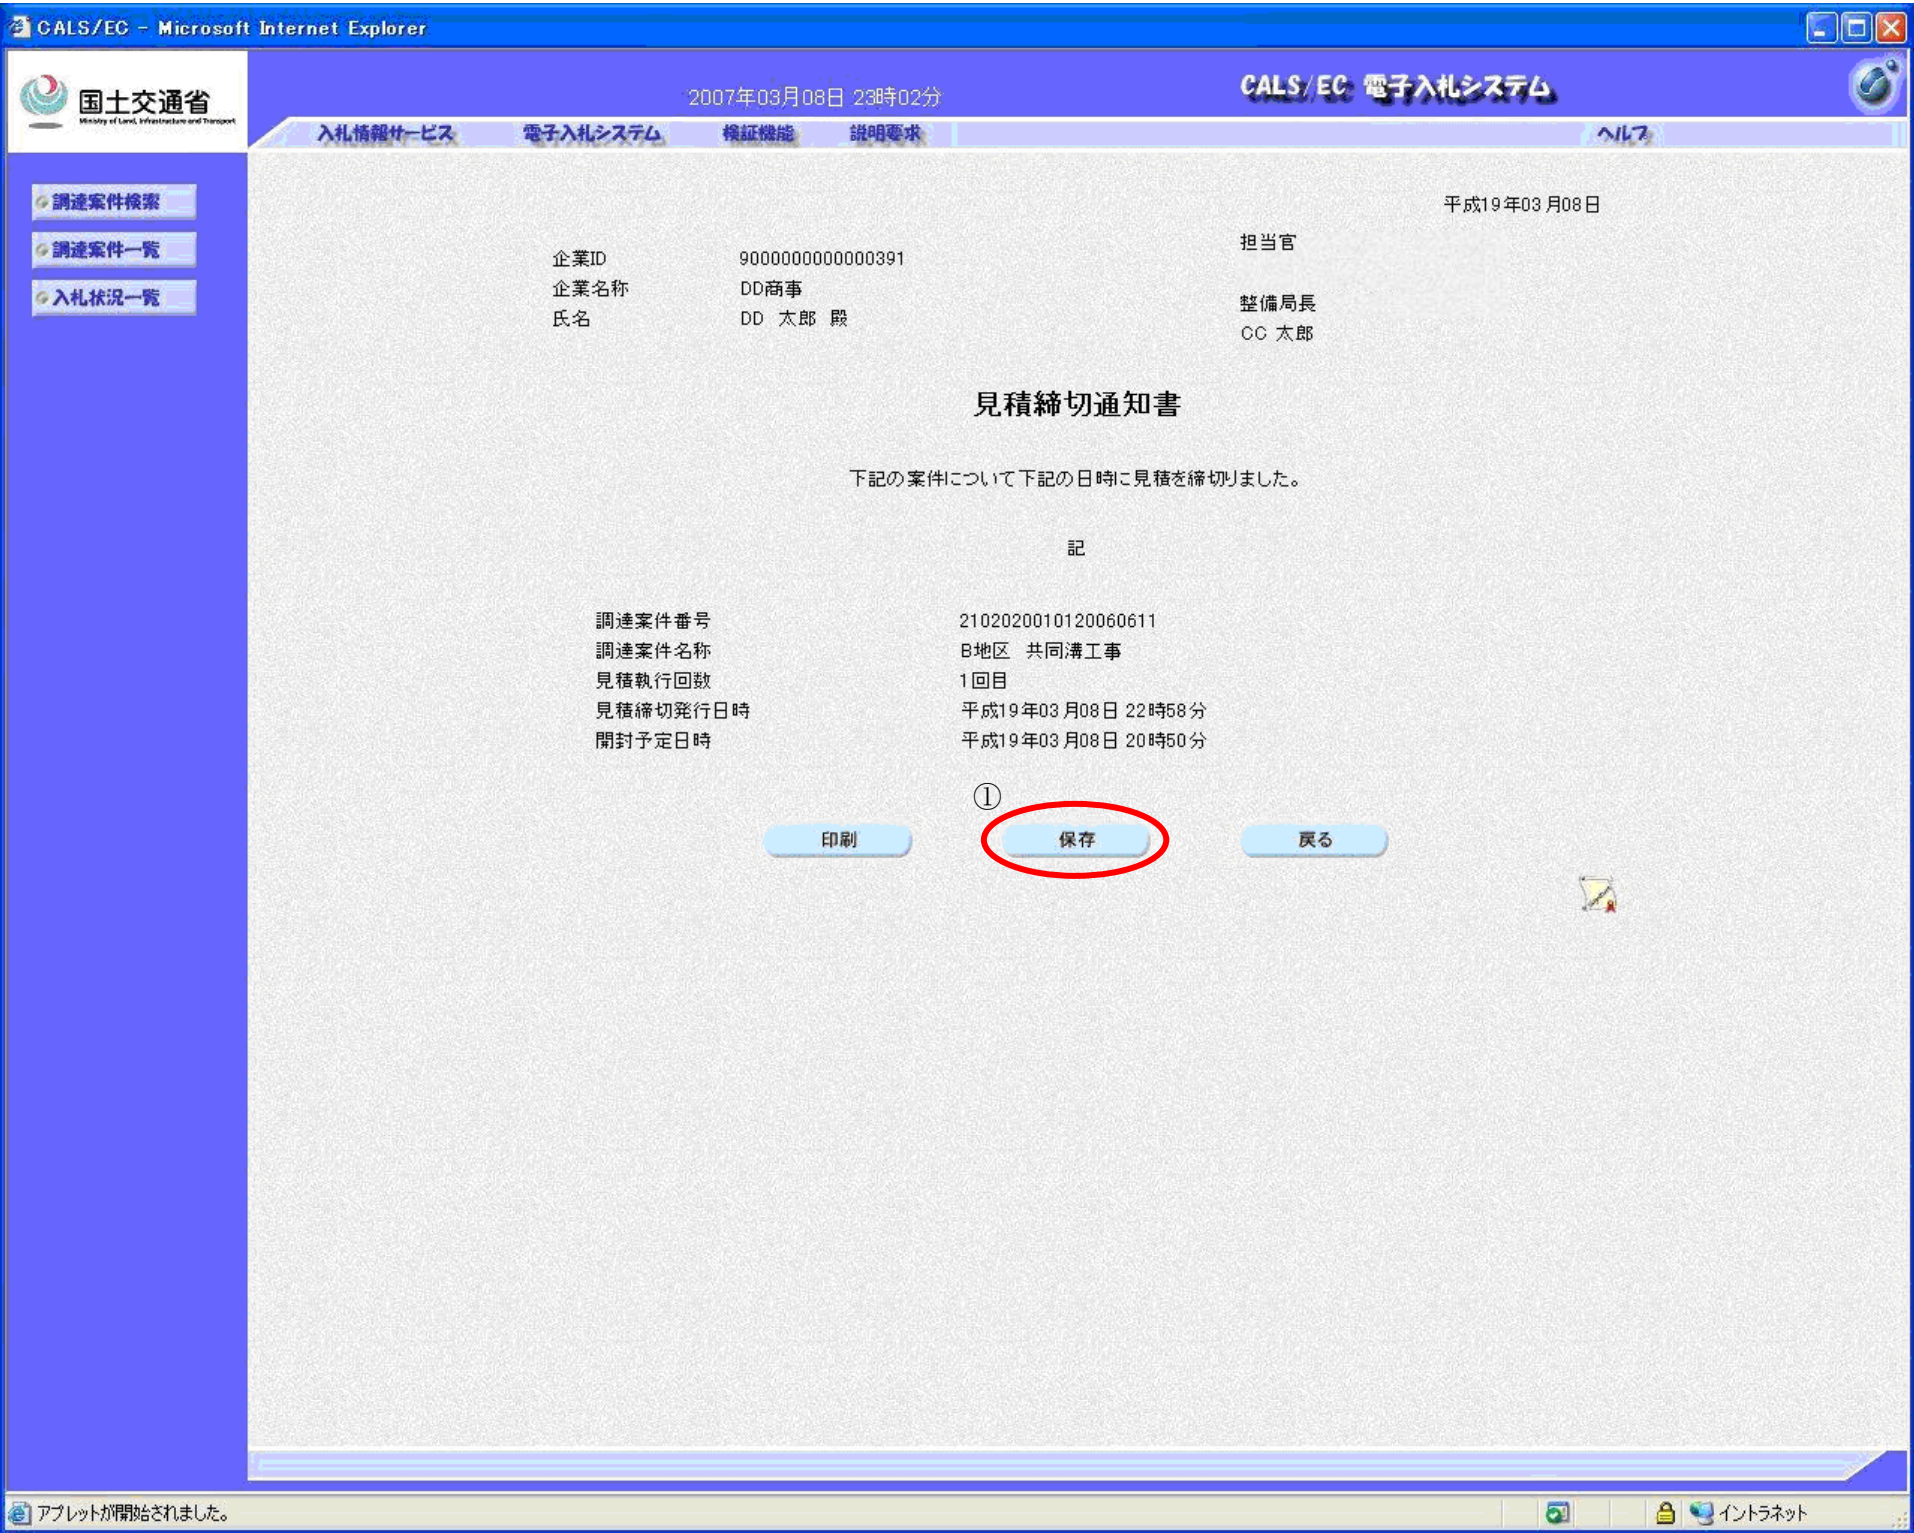 CALS/EC - Microsoft Internet Explorer
国土交通省
Ministry of Land, Infrastructure and Transport
2007年03月08日 23時02分
CALS/EC 電子入札システム
入札情報サービス 電子入札システム 検証機能 説明要求 ヘルプ
調達案件検索
調達案件一覧
入札状況一覧
平成19年03月08日
企業ID 9000000000000391
企業名称 DD商事
氏名 DD 太郎 殿
担当官
整備局長
CC 太郎
見積締切通知書
下記の案件について下記の日時に見積を締切りました。
記
調達案件番号 2102020010120060611
調達案件名称 B地区 共同溝工事
見積執行回数 1回目
見積締切発行日時 平成19年03月08日 22時58分
開封予定日時 平成19年03月08日 20時50分
①
印刷 保存 戻る
アプレットが開始されました。 イントラネット